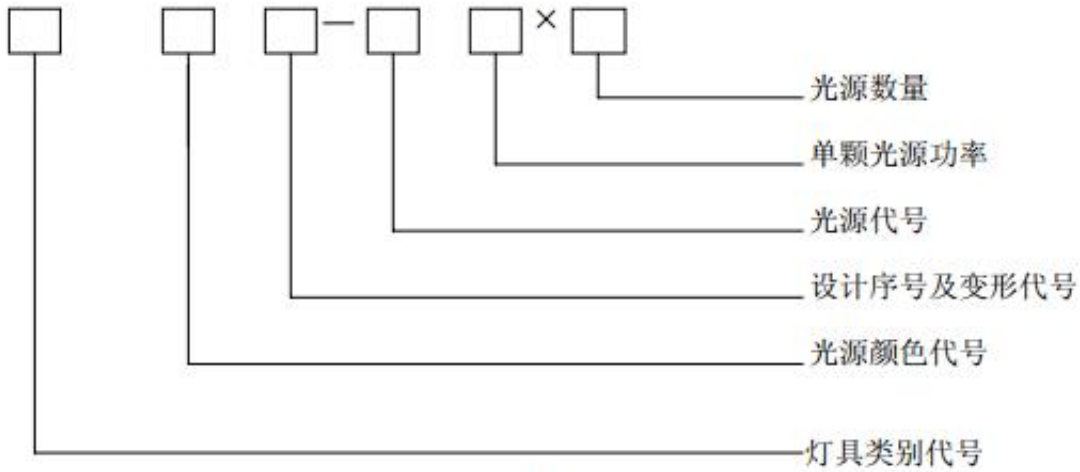 — ×
光源数量
单颗光源功率
光源代号
设计序号及变形代号
光源颜色代号
灯具类别代号